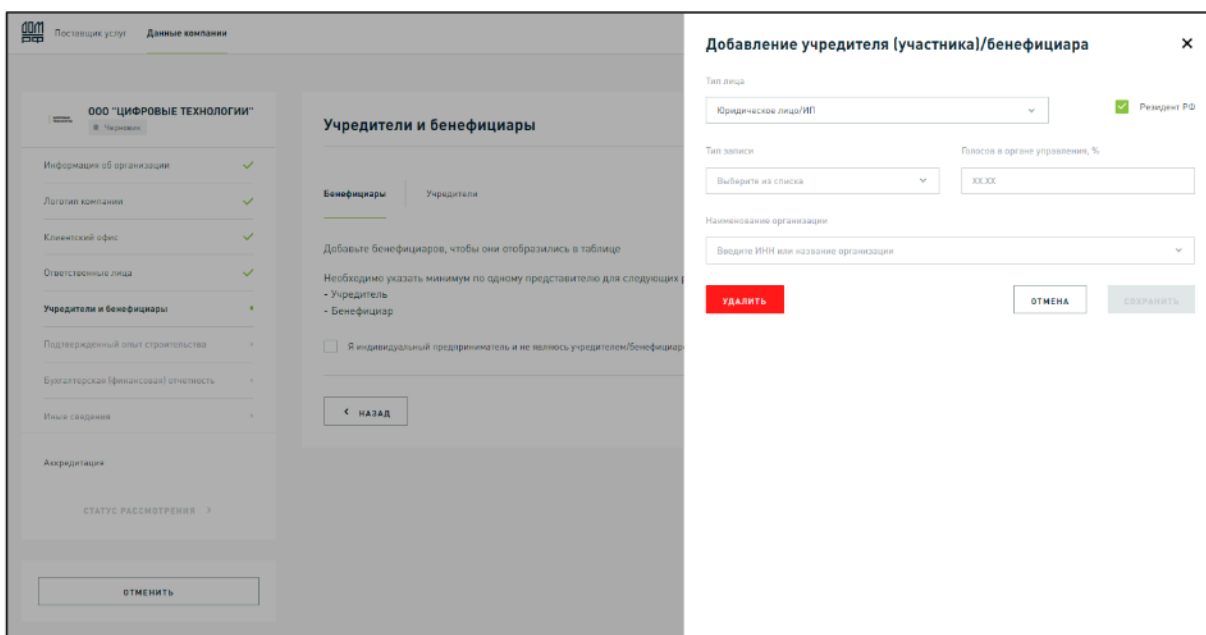 ДОМ
РФ
Поставщик услуг
Данные компании
ООО "ЦИФРОВЫЕ ТЕХНОЛОГИИ"
Черновик
Информация об организации
Логотип компании
Клиентский офис
Ответственные лица
Учредители и бенефициары
Подтвержденный опыт строительства
Бухгалтерская (финансовая) отчетность
Иные сведения
Аккредитация
СТАТУС РАССМОТРЕНИЯ
ОТМЕНИТЬ
Учредители и бенефициары
Бенефициары
Учредители
Добавьте бенефициаров, чтобы они отобразились в таблице
Необходимо указать минимум по одному представителю для следующих р
- Учредитель
- Бенефициар
Я индивидуальный предприниматель и не являюсь учредителем/бенефициаро
НАЗАД
Добавление учредителя (участника)/бенефициара
Тип лица
Юридическое лицо/ИП
Резидент РФ
Тип записи
Голосов в органе управления, %
Выберите из списка
XX.XX
Наименование организации
Введите ИНН или название организации
УДАЛИТЬ
ОТМЕНА
СОХРАНИТЬ